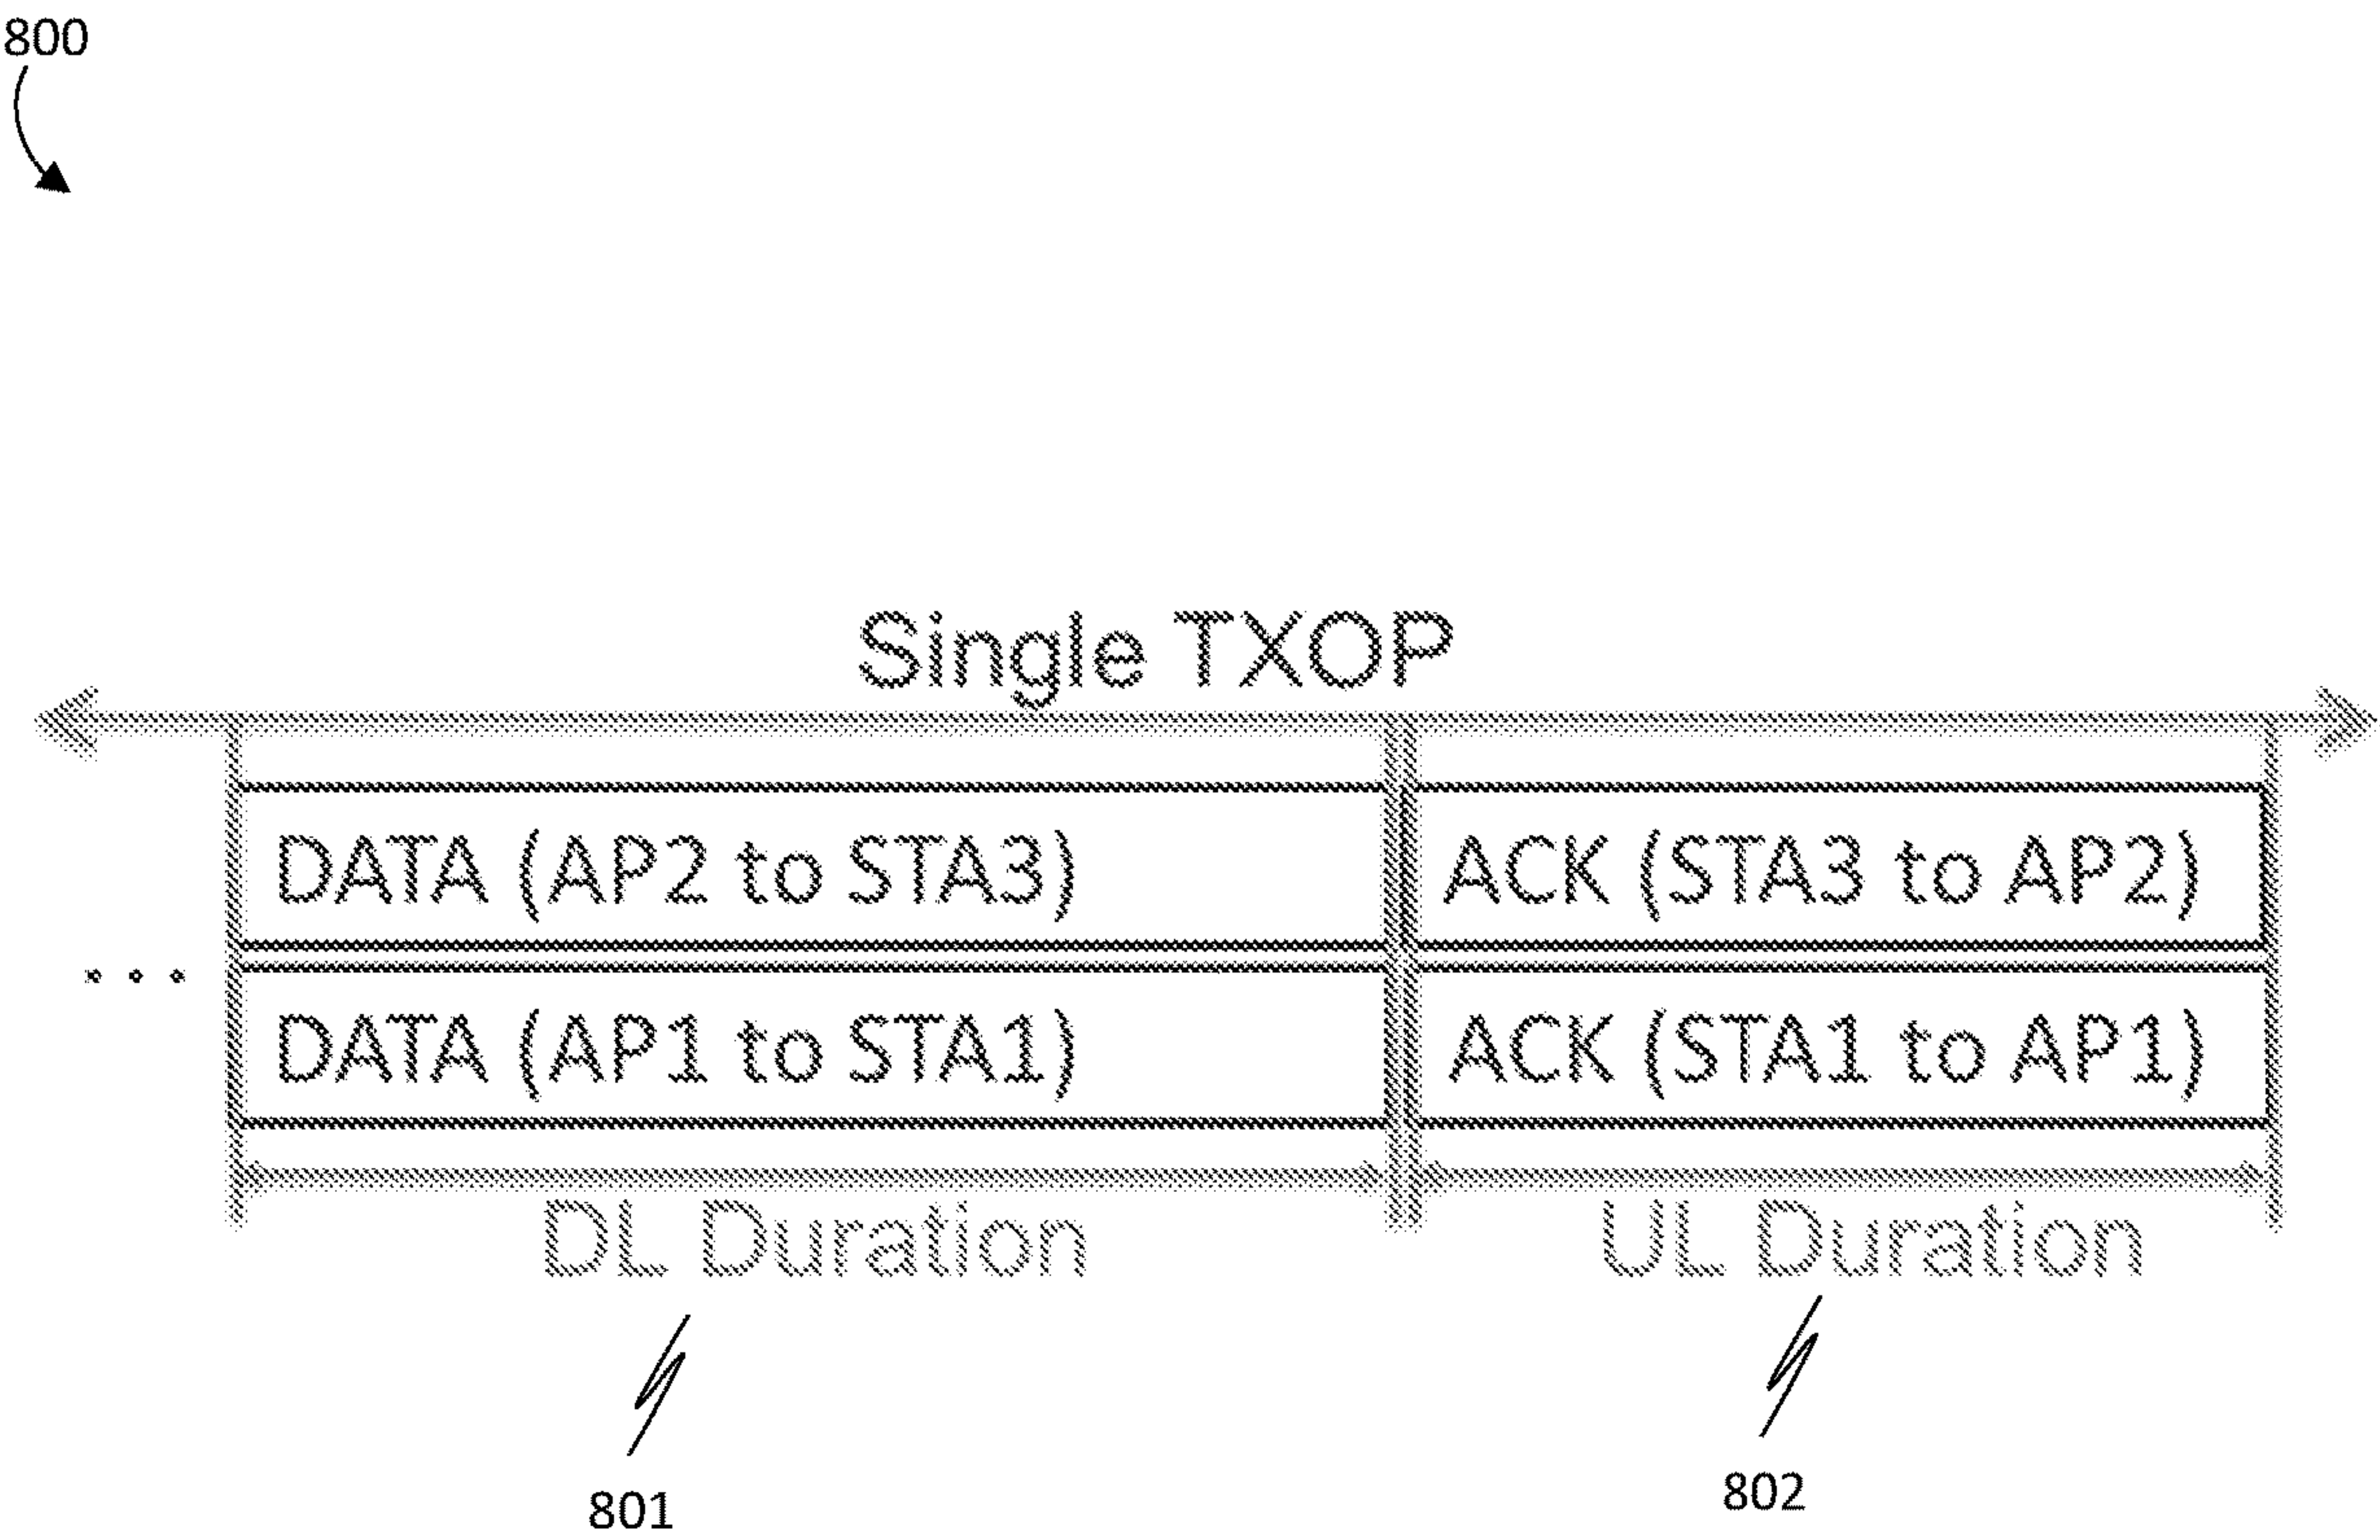 800
Single TXOP
DATA (AP2 to STA3) ACK (STA3 to AP2)
. . .
DATA (AP1 to STA1) ACK (STA1 to AP1)
DL Duration UL Duration
801 802